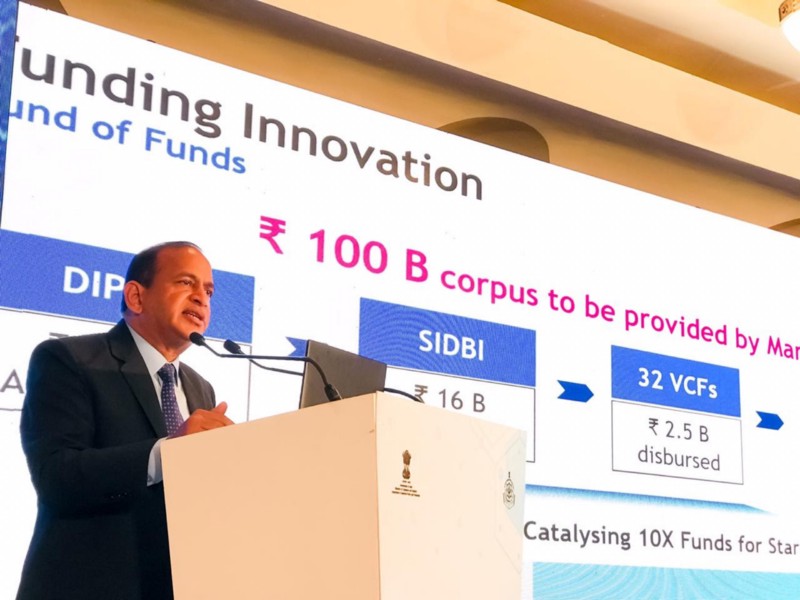 unding Innovation
und of Funds
₹ 100 B corpus to be provided by Mar
DIP
SIDBI
₹ 16 B
32 VCFs
₹ 2.5 B
disbursed
Catalysing 10X Funds for Star